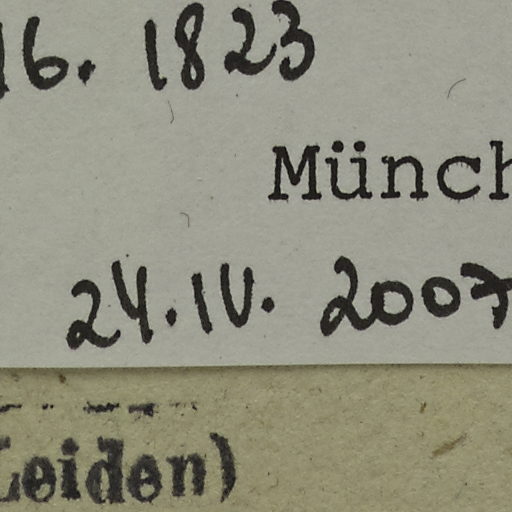 16. 1823
Münch
24.IV. 2007
Leiden)